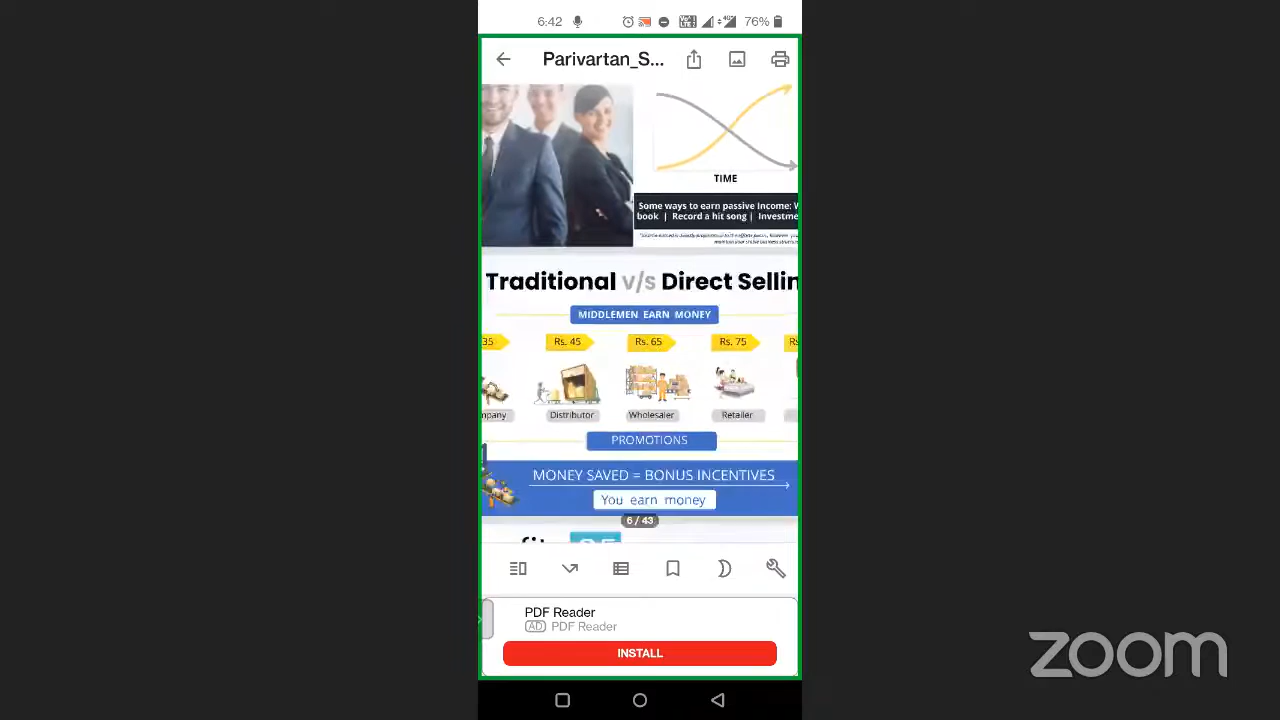 6:42
76%
Parivartan_S...
TIME
Some ways to earn passive Income: W
book | Record a hit song | Investme
Traditional v/s Direct Sellin
MIDDLEMEN EARN MONEY
35 Rs. 45 Rs. 65 Rs. 75
mpany Distributor Wholesaler Retailer
PROMOTIONS
MONEY SAVED = BONUS INCENTIVES
You earn money
6 / 43
PDF Reader
AD PDF Reader
INSTALL
zoom